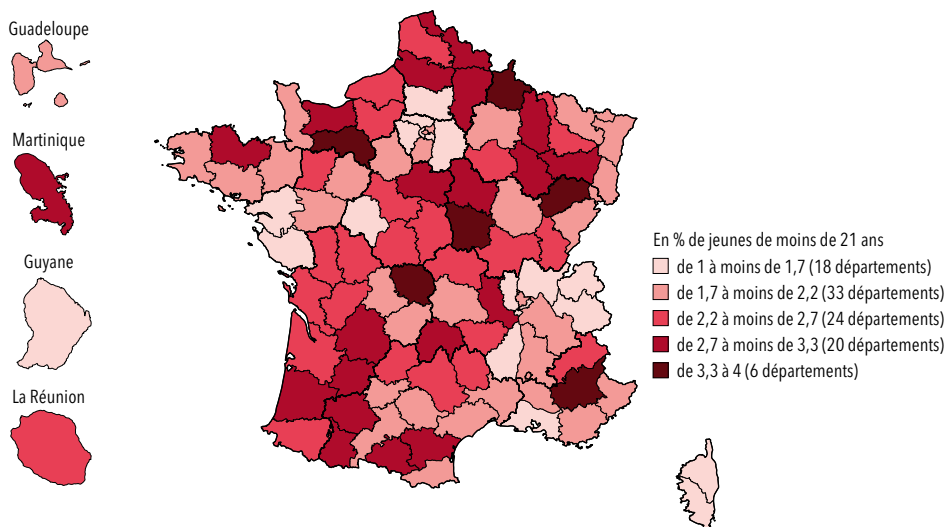 Guadeloupe
Martinique
Guyane
La Réunion
En % de jeunes de moins de 21 ans
de 1 à moins de 1,7 (18 départements)
de 1,7 à moins de 2,2 (33 départements)
de 2,2 à moins de 2,7 (24 départements)
de 2,7 à moins de 3,3 (20 départements)
de 3,3 à 4 (6 départements)